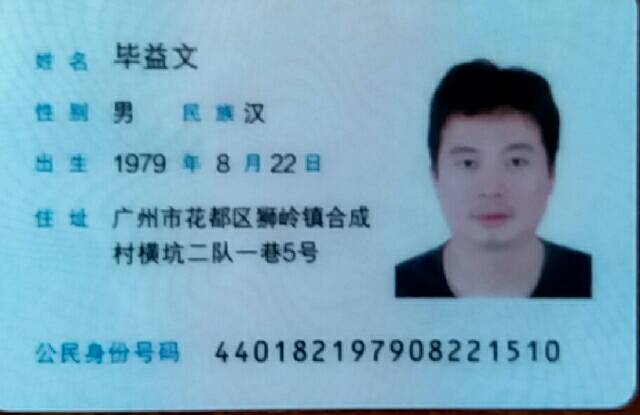 姓名 毕益文
性别 男 民族 汉
出生 1979 年 8 月 22 日
住址 广州市花都区狮岭镇合成
村横坑二队一巷5号
公民身份号码 440182197908221510